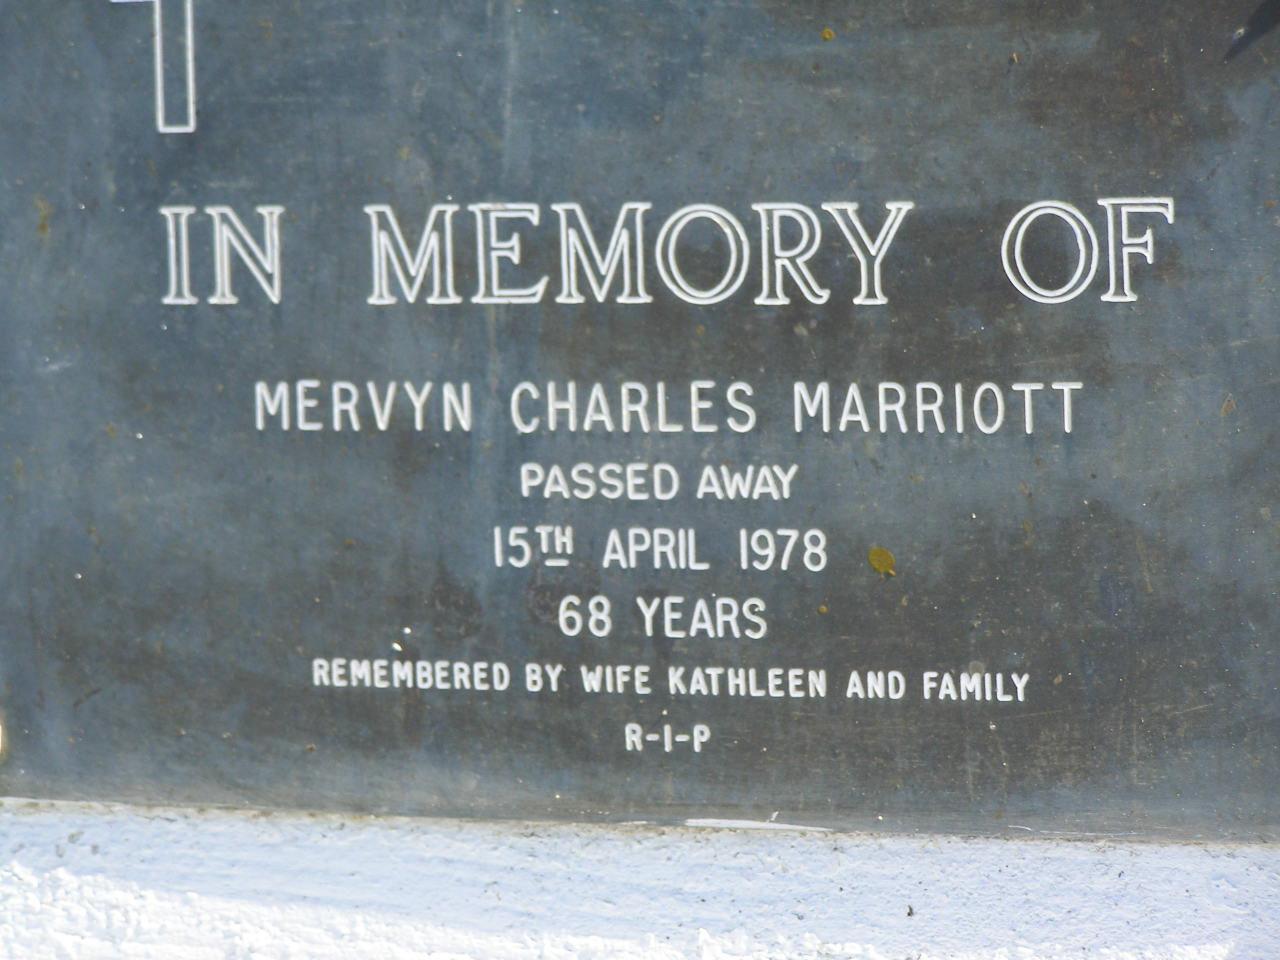 IN MEMORY OF
MERVYN CHARLES MARRIOTT
PASSED AWAY
15TH APRIL 1978
68 YEARS
REMEMBERED BY WIFE KATHLEEN AND FAMILY
R-I-P